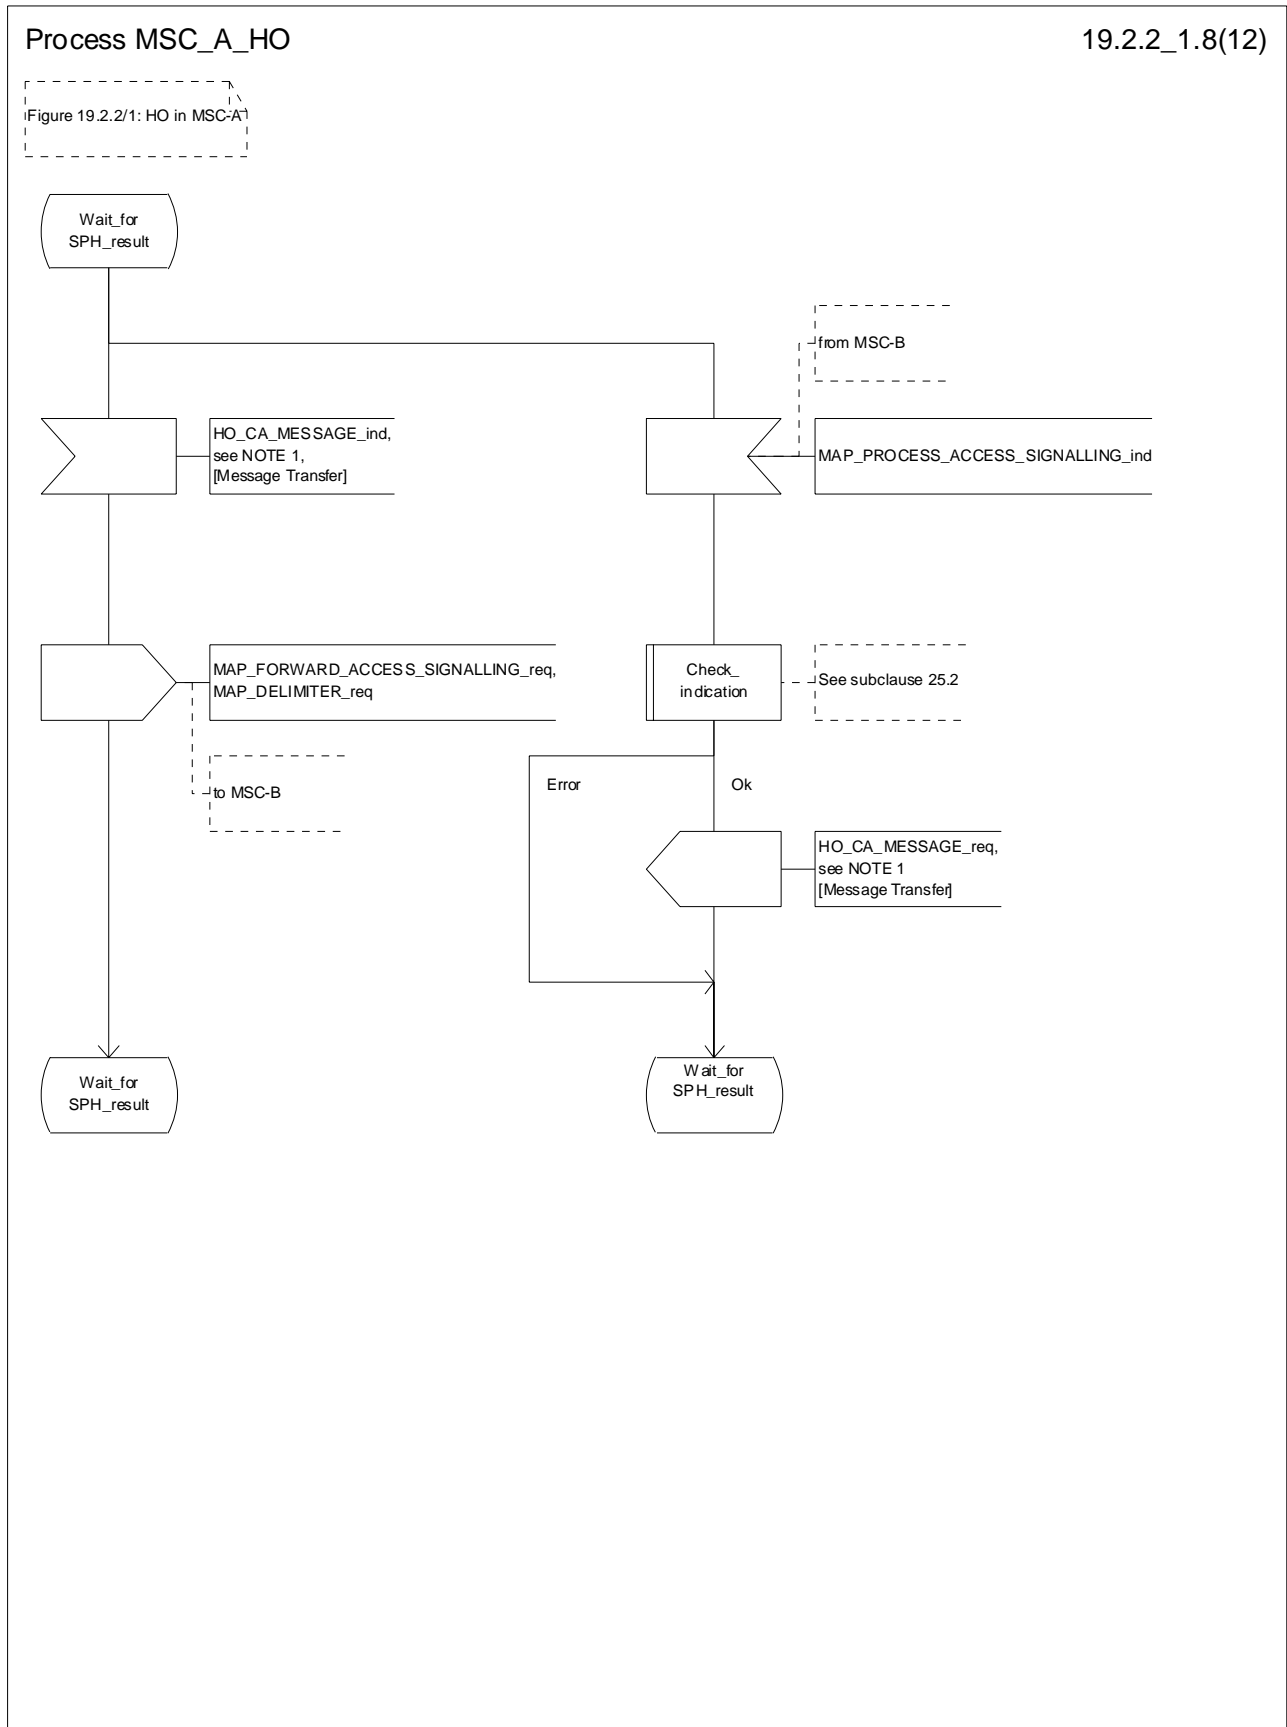 Process MSC_A_HO
19.2.2_1.8(12)
Figure 19.2.2/1: HO in MSC-A
Wait_for
SPH_result
from MSC-B
HO_CA_MESSAGE_ind,
see NOTE 1,
[Message Transfer]
MAP_PROCESS_ACCESS_SIGNALLING_ind
MAP_FORWARD_ACCESS_SIGNALLING_req,
MAP_DELIMITER_req
Check_
indication
See subclause 25.2
to MSC-B
Error
Ok
HO_CA_MESSAGE_req,
see NOTE 1
[Message Transfer]
Wait_for
SPH_result
Wait_for
SPH_result